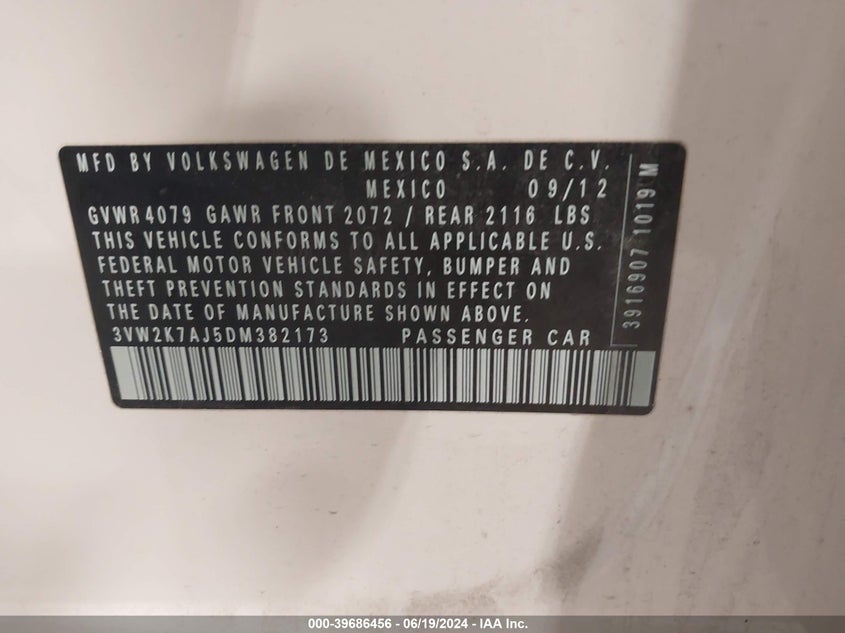 MFD BY VOLKSWAGEN DE MEXICO S.A. DE C.V.
MEXICO 09/12
GVWR 4079 GAWR FRONT 2072 / REAR 2116 LBS
THIS VEHICLE CONFORMS TO ALL APPLICABLE U.S.
FEDERAL MOTOR VEHICLE SAFETY, BUMPER AND
THEFT PREVENTION STANDARDS IN EFFECT ON
THE DATE OF MANUFACTURE SHOWN ABOVE.
3VW2K7AJ5DM382173 PASSENGER CAR
3916907 1019 M
000-39686456 - 06/19/2024 - IAA Inc.